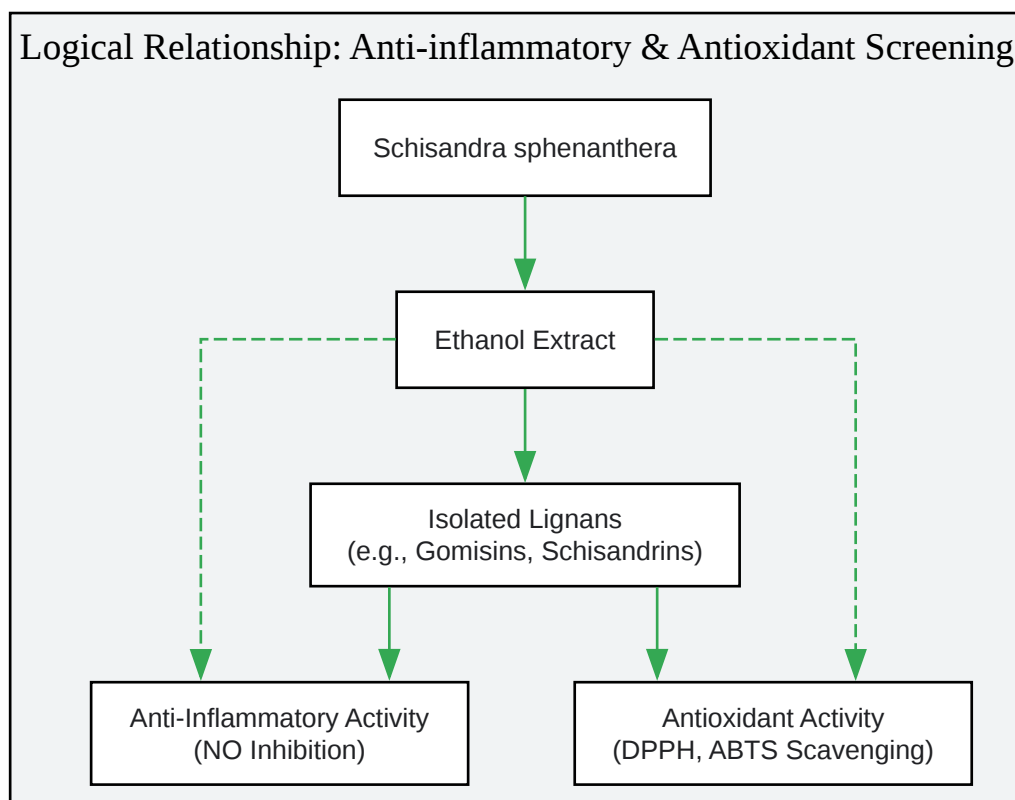 Logical Relationship: Anti-inflammatory & Antioxidant Screening
Schisandra sphenanthera
Ethanol Extract
Isolated Lignans
(e.g., Gomisins, Schisandrins)
Anti-Inflammatory Activity
(NO Inhibition)
Antioxidant Activity
(DPPH, ABTS Scavenging)